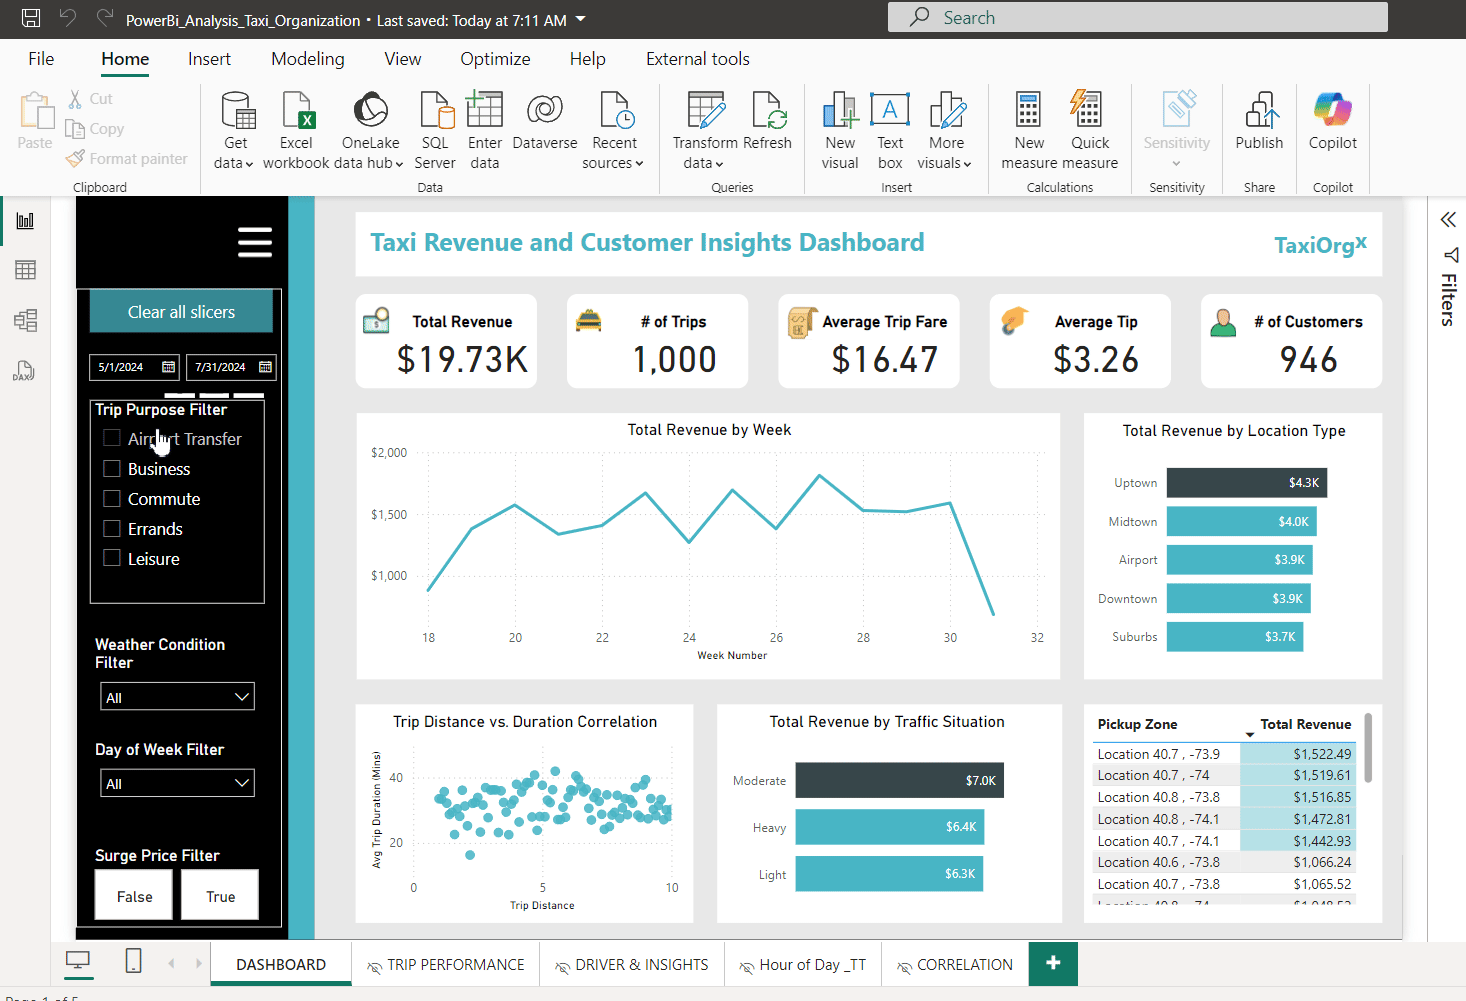 PowerBi_Analysis_Taxi_Organization • Last saved: Today at 7:11 AM
Search
File Home Insert Modeling View Optimize Help External tools
Paste
Cut
Copy
Format painter
Clipboard
Get data
Excel workbook
OneLake data hub
SQL Server
Enter data
Dataverse
Recent sources
Data
Transform data
Refresh
Queries
New visual
Text box
More visuals
Insert
New measure
Quick measure
Calculations
Sensitivity
Sensitivity
Publish
Share
Copilot
Copilot
DAX
Clear all slicers
5/1/2024 7/31/2024
Trip Purpose Filter
Airport Transfer
Business
Commute
Errands
Leisure
Weather Condition
Filter
All
Day of Week Filter
All
Surge Price Filter
False True
Taxi Revenue and Customer Insights Dashboard
TaxiOrgx
Total Revenue
$19.73K
# of Trips
1,000
Average Trip Fare
$16.47
Average Tip
$3.26
# of Customers
946
Total Revenue by Week
$2,000
$1,500
$1,000
18 20 22 24 26 28 30 32
Week Number
Total Revenue by Location Type
Uptown $4.3K
Midtown $4.0K
Airport $3.9K
Downtown $3.9K
Suburbs $3.7K
Trip Distance vs. Duration Correlation
Avg Trip Duration (Mins)
40
20
0 5 10
Trip Distance
Total Revenue by Traffic Situation
Moderate $7.0K
Heavy $6.4K
Light $6.3K
Pickup Zone Total Revenue
Location 40.7 , -73.9 $1,522.49
Location 40.7 , -74 $1,519.61
Location 40.8 , -73.8 $1,516.85
Location 40.8 , -74.1 $1,472.81
Location 40.7 , -74.1 $1,442.93
Location 40.6 , -73.8 $1,066.24
Location 40.7 , -73.8 $1,065.52
Filters
DASHBOARD TRIP PERFORMANCE DRIVER & INSIGHTS Hour of Day _TT CORRELATION